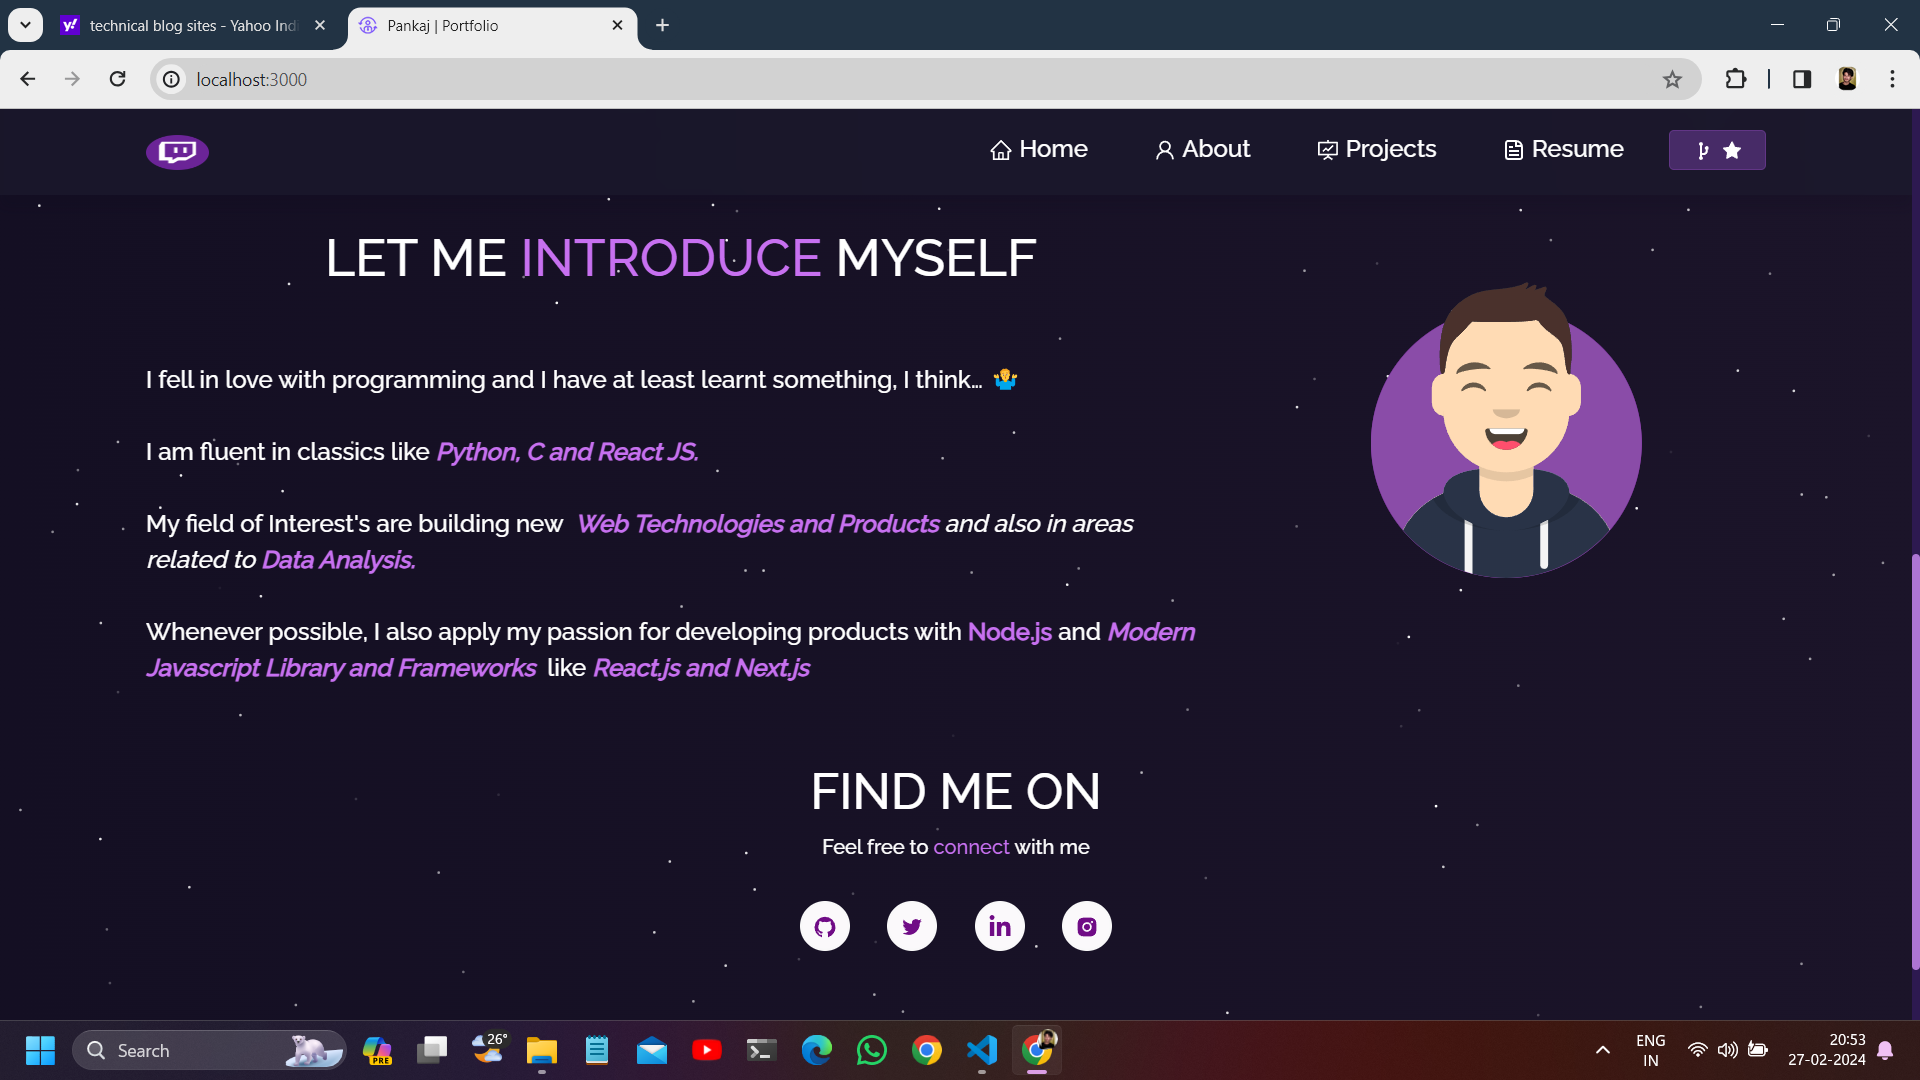 technical blog sites - Yahoo Ind
Pankaj | Portfolio
localhost:3000
Home
About
Projects
Resume
LET ME INTRODUCE MYSELF
I fell in love with programming and I have at least learnt something, I think… 🤷‍♂️
I am fluent in classics like Python, C and React JS.
My field of Interest's are building new Web Technologies and Products and also in areas
related to Data Analysis.
Whenever possible, I also apply my passion for developing products with Node.js and Modern
Javascript Library and Frameworks like React.js and Next.js
FIND ME ON
Feel free to connect with me
in
Search
PRE
26°
ENG
IN
20:53
27-02-2024